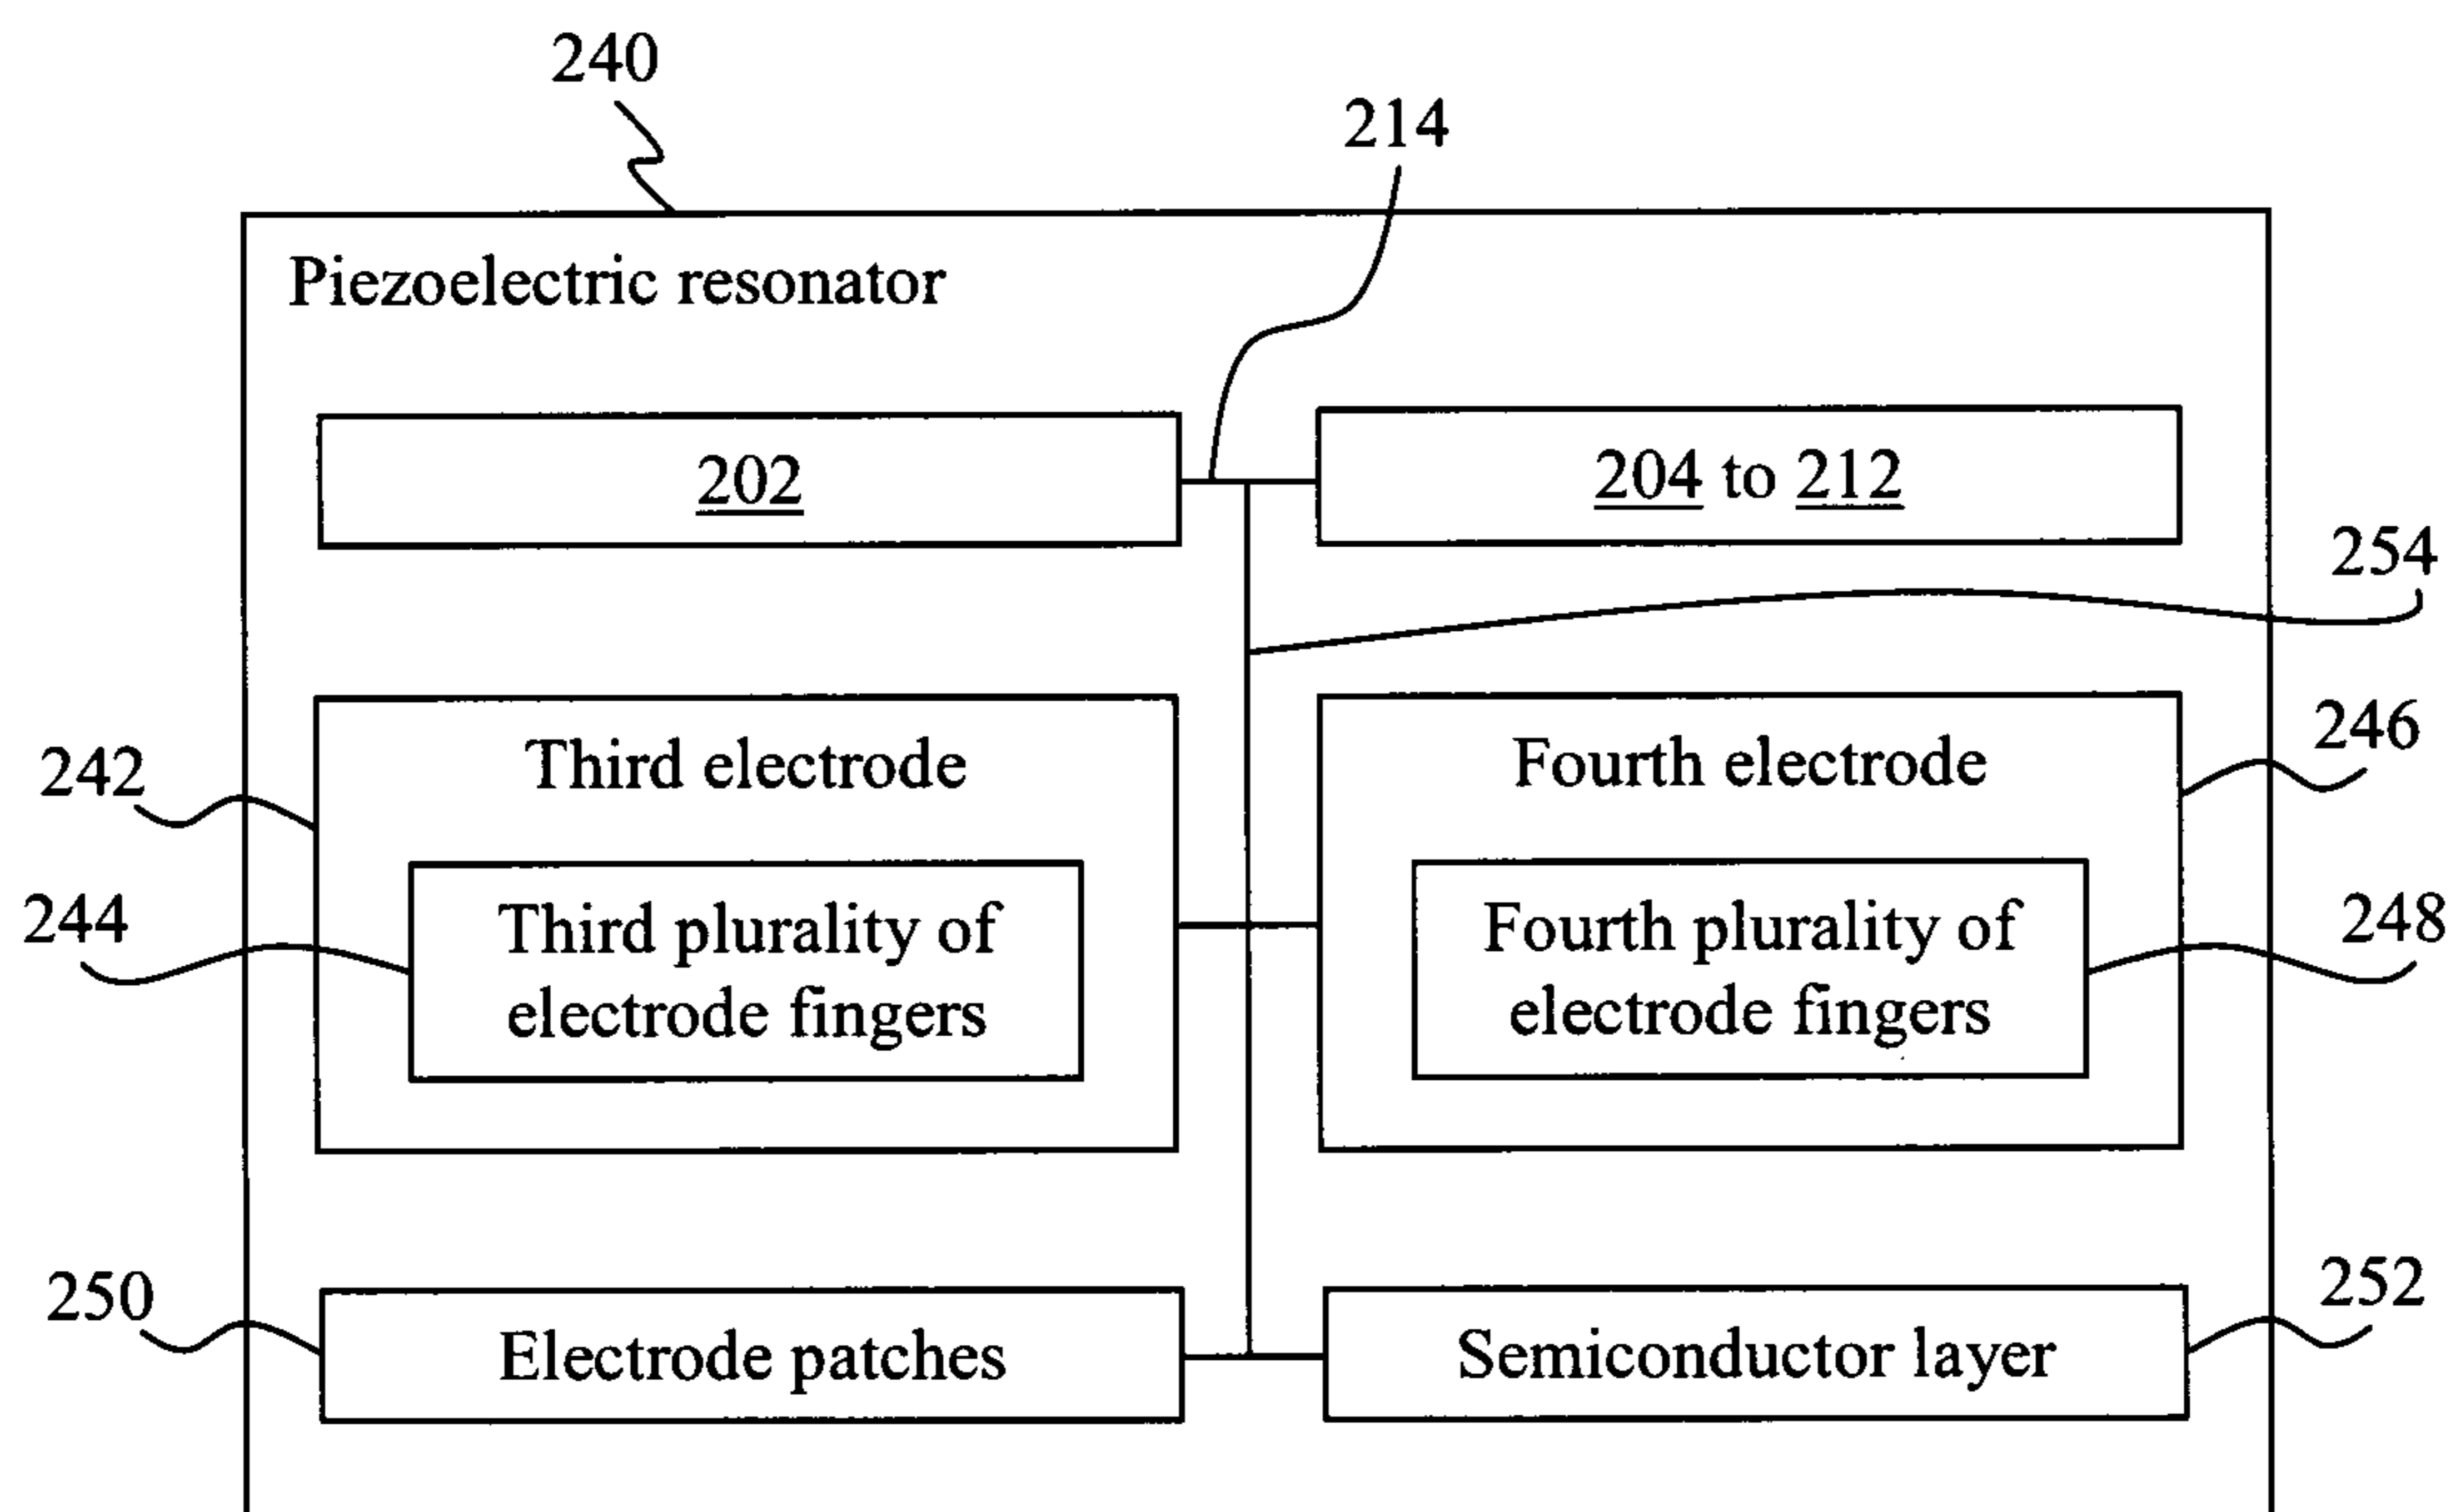 240
214
Piezoelectric resonator
202
204 to 212
254
Third electrode
Fourth electrode
246
242
Third plurality of
electrode fingers
Fourth plurality of
electrode fingers
244
248
250
Electrode patches
Semiconductor layer
252